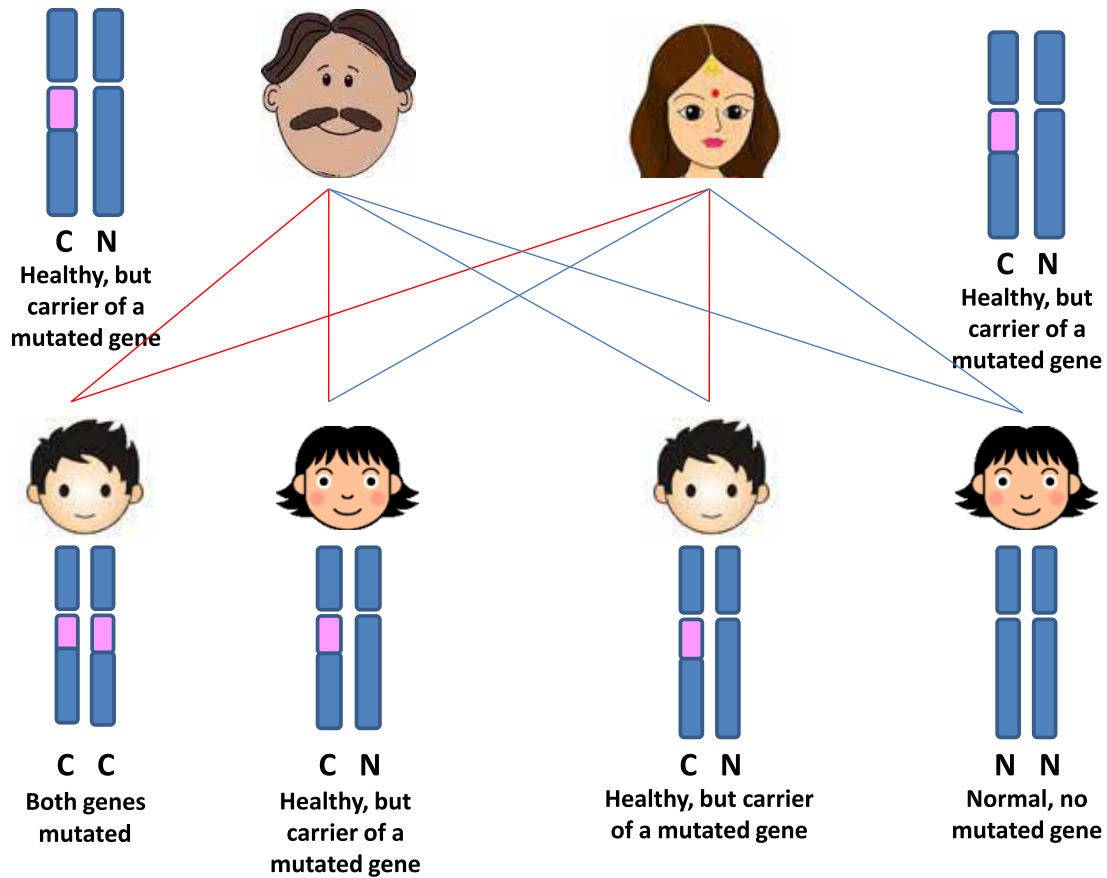 C N
Healthy, but
carrier of a
mutated gene
C N
Healthy, but
carrier of a
mutated gene
C C
Both genes
mutated
C N
Healthy, but
carrier of a
mutated gene
C N
Healthy, but carrier
of a mutated gene
N N
Normal, no
mutated gene